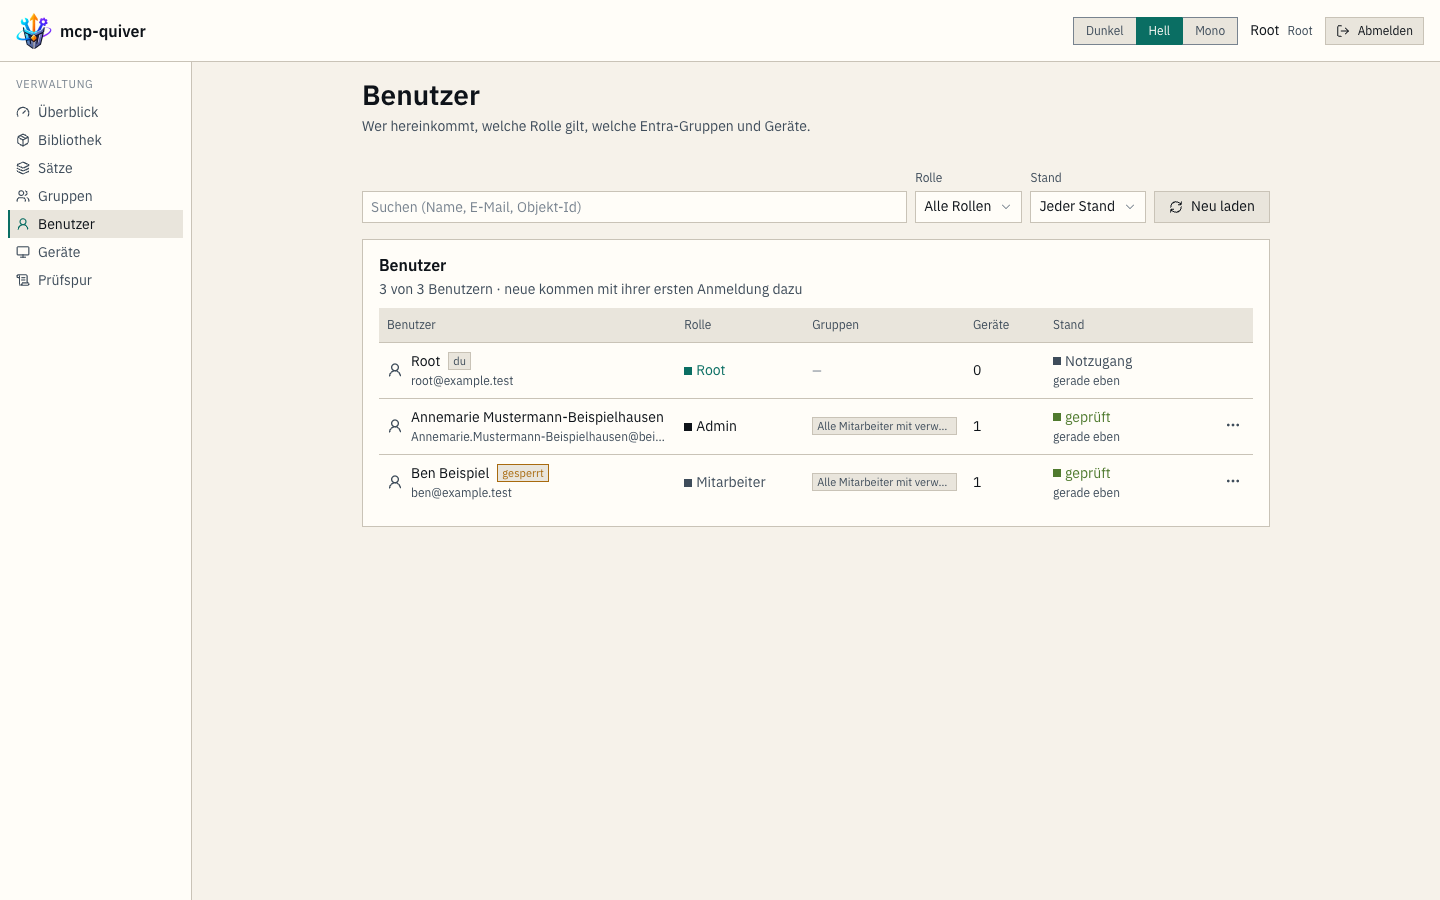 mcp-quiver
Dunkel Hell Mono Root Root Abmelden
VERWALTUNG
Überblick
Bibliothek
Sätze
Gruppen
Benutzer
Geräte
Prüfspur
Benutzer
Wer hereinkommt, welche Rolle gilt, welche Entra-Gruppen und Geräte.
Rolle Stand
Suchen (Name, E-Mail, Objekt-Id) Alle Rollen Jeder Stand Neu laden
Benutzer
3 von 3 Benutzern · neue kommen mit ihrer ersten Anmeldung dazu
Benutzer Rolle Gruppen Geräte Stand
Root du Root — 0 Notzugang
root@example.test gerade eben
Annemarie Mustermann-Beispielhausen Admin Alle Mitarbeiter mit verw… 1 geprüft
Annemarie.Mustermann-Beispielhausen@bei… gerade eben
Ben Beispiel gesperrt Mitarbeiter Alle Mitarbeiter mit verw… 1 geprüft
ben@example.test gerade eben